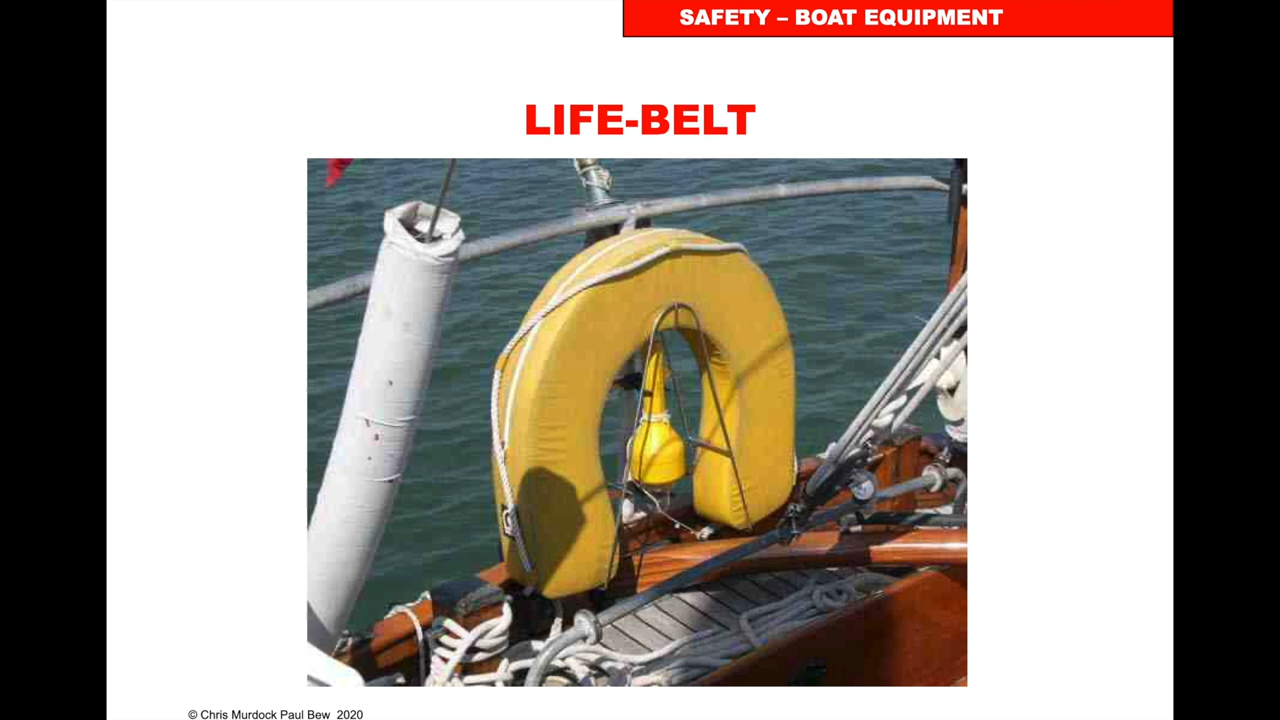 SAFETY – BOAT EQUIPMENT
LIFE-BELT
© Chris Murdock Paul Bew 2020